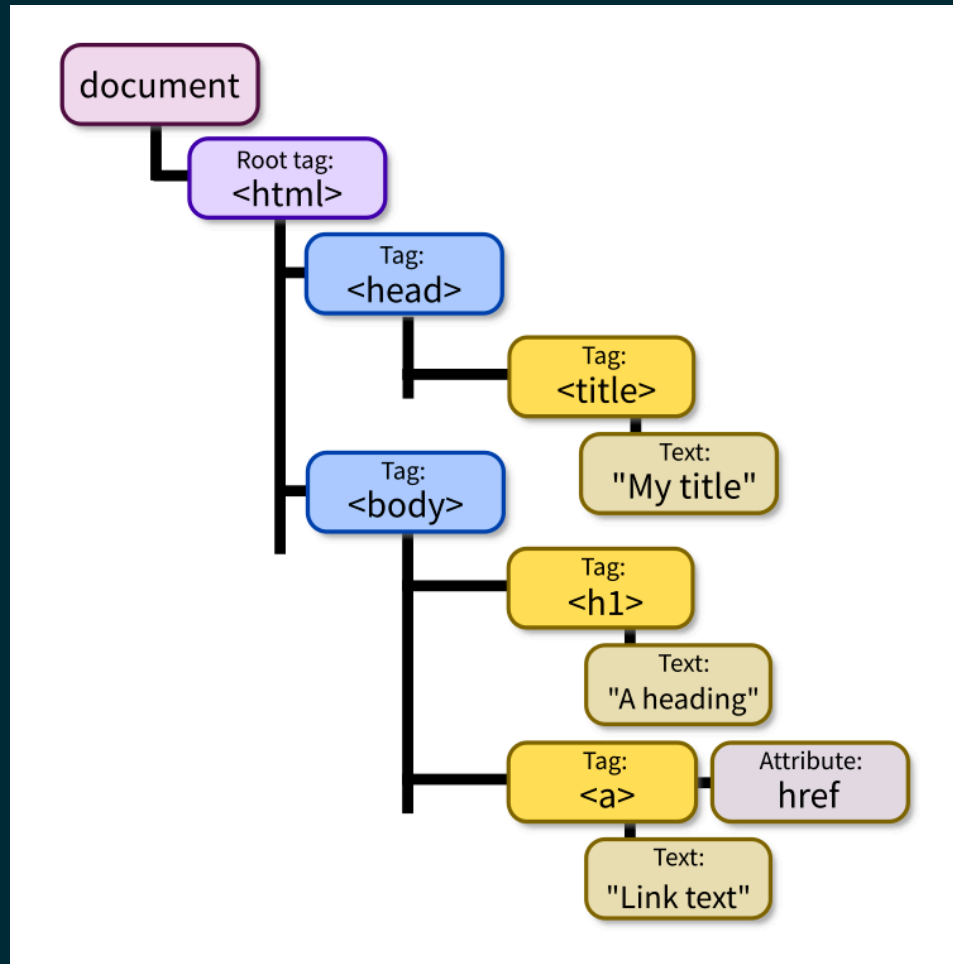 document
Root tag:
<html>
Tag:
<head>
Tag:
<title>
Text:
"My title"
Tag:
<body>
Tag:
<h1>
Text:
"A heading"
Tag:
<a>
Attribute:
href
Text:
"Link text"